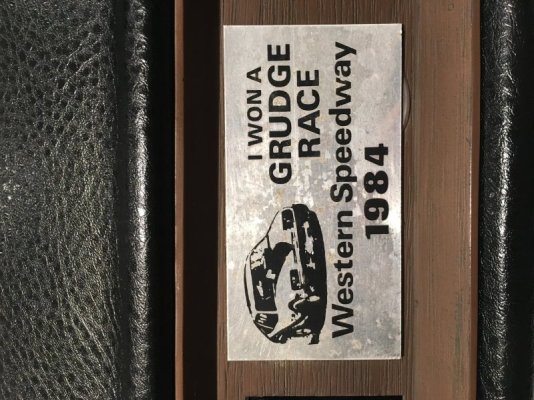 I WON A
GRUDGE
RACE
Western Speedway
1984